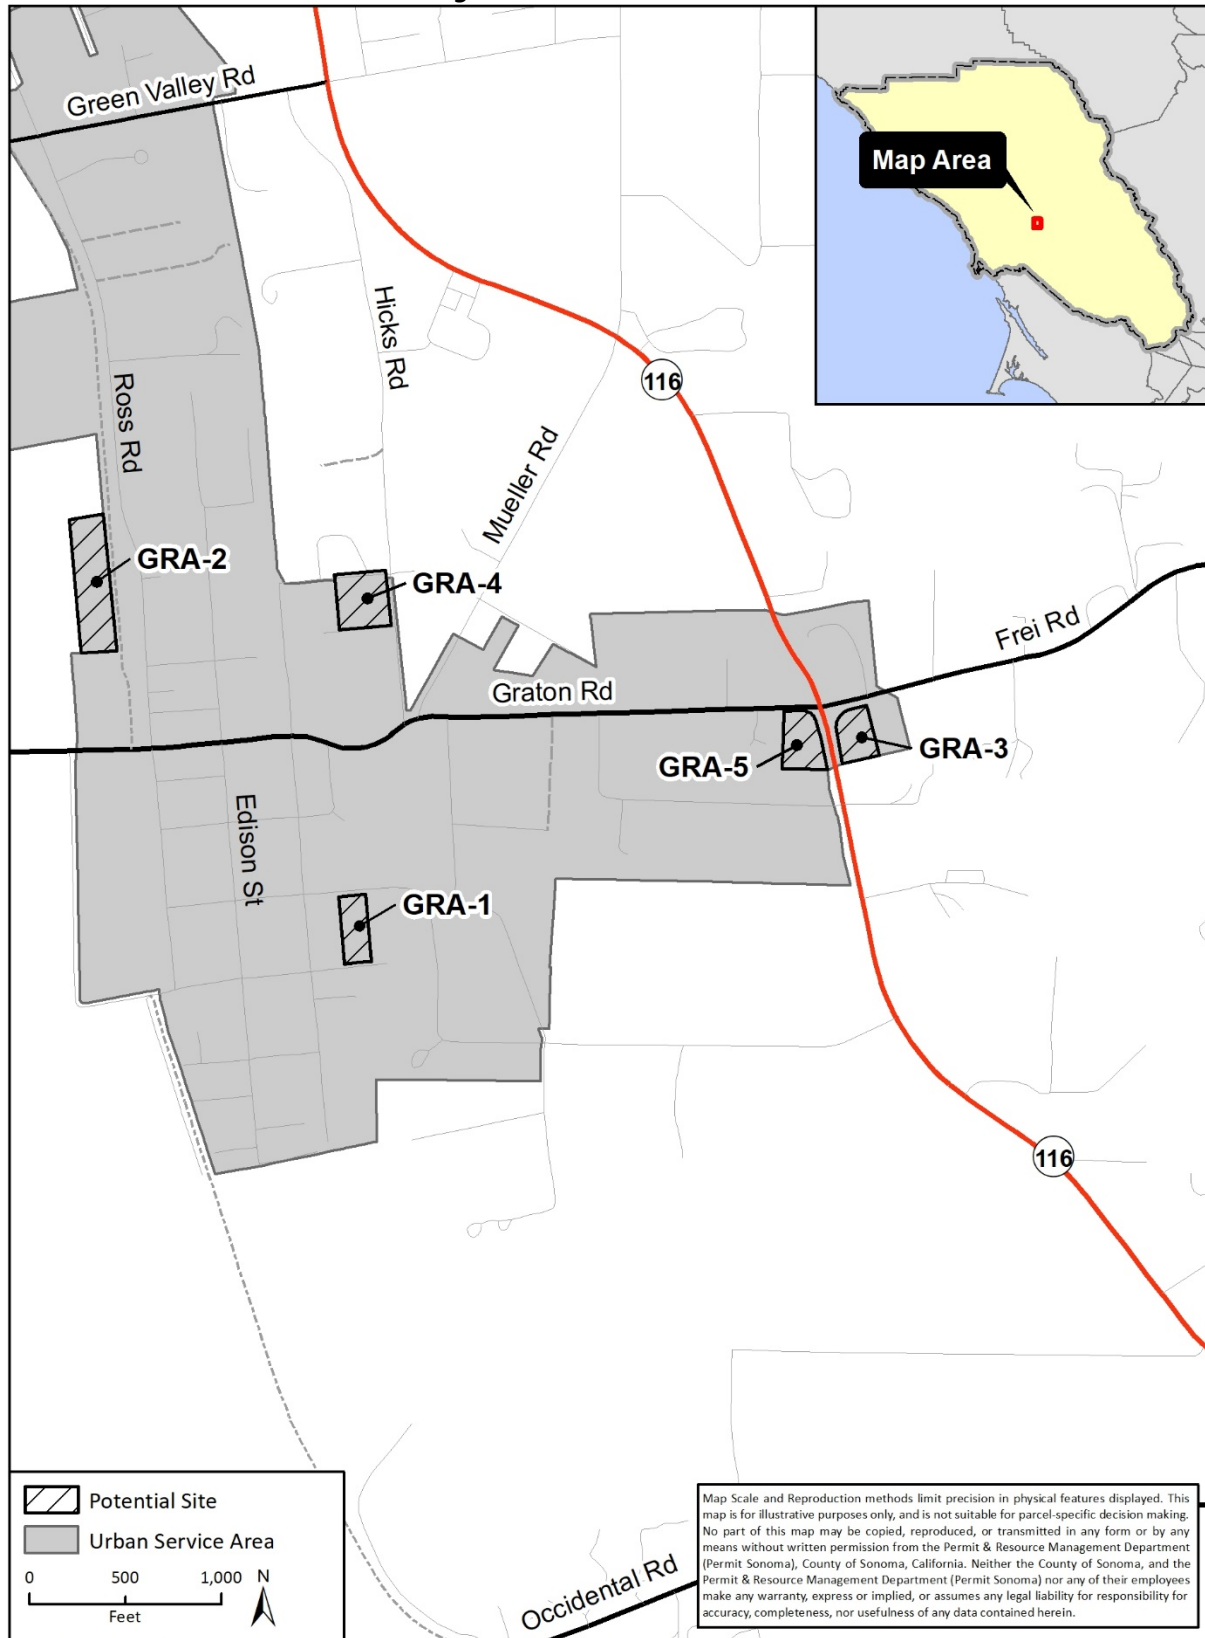 Green Valley Rd
Map Area
Hicks Rd
116
Ross Rd
Mueller Rd
GRA-2
GRA-4
Frei Rd
Graton Rd
GRA-5
GRA-3
Edison St
GRA-1
116
Potential Site
Urban Service Area
0 500 1,000 N
Feet
Occidental Rd
Map Scale and Reproduction methods limit precision in physical features displayed. This
map is for illustrative purposes only, and is not suitable for parcel-specific decision making.
No part of this map may be copied, reproduced, or transmitted in any form or by any
means without written permission from the Permit & Resource Management Department
(Permit Sonoma), County of Sonoma, California. Neither the County of Sonoma, and the
Permit & Resource Management Department (Permit Sonoma) nor any of their employees
make any warranty, express or implied, or assumes any legal liability for responsibility for
accuracy, completeness, nor usefulness of any data contained herein.